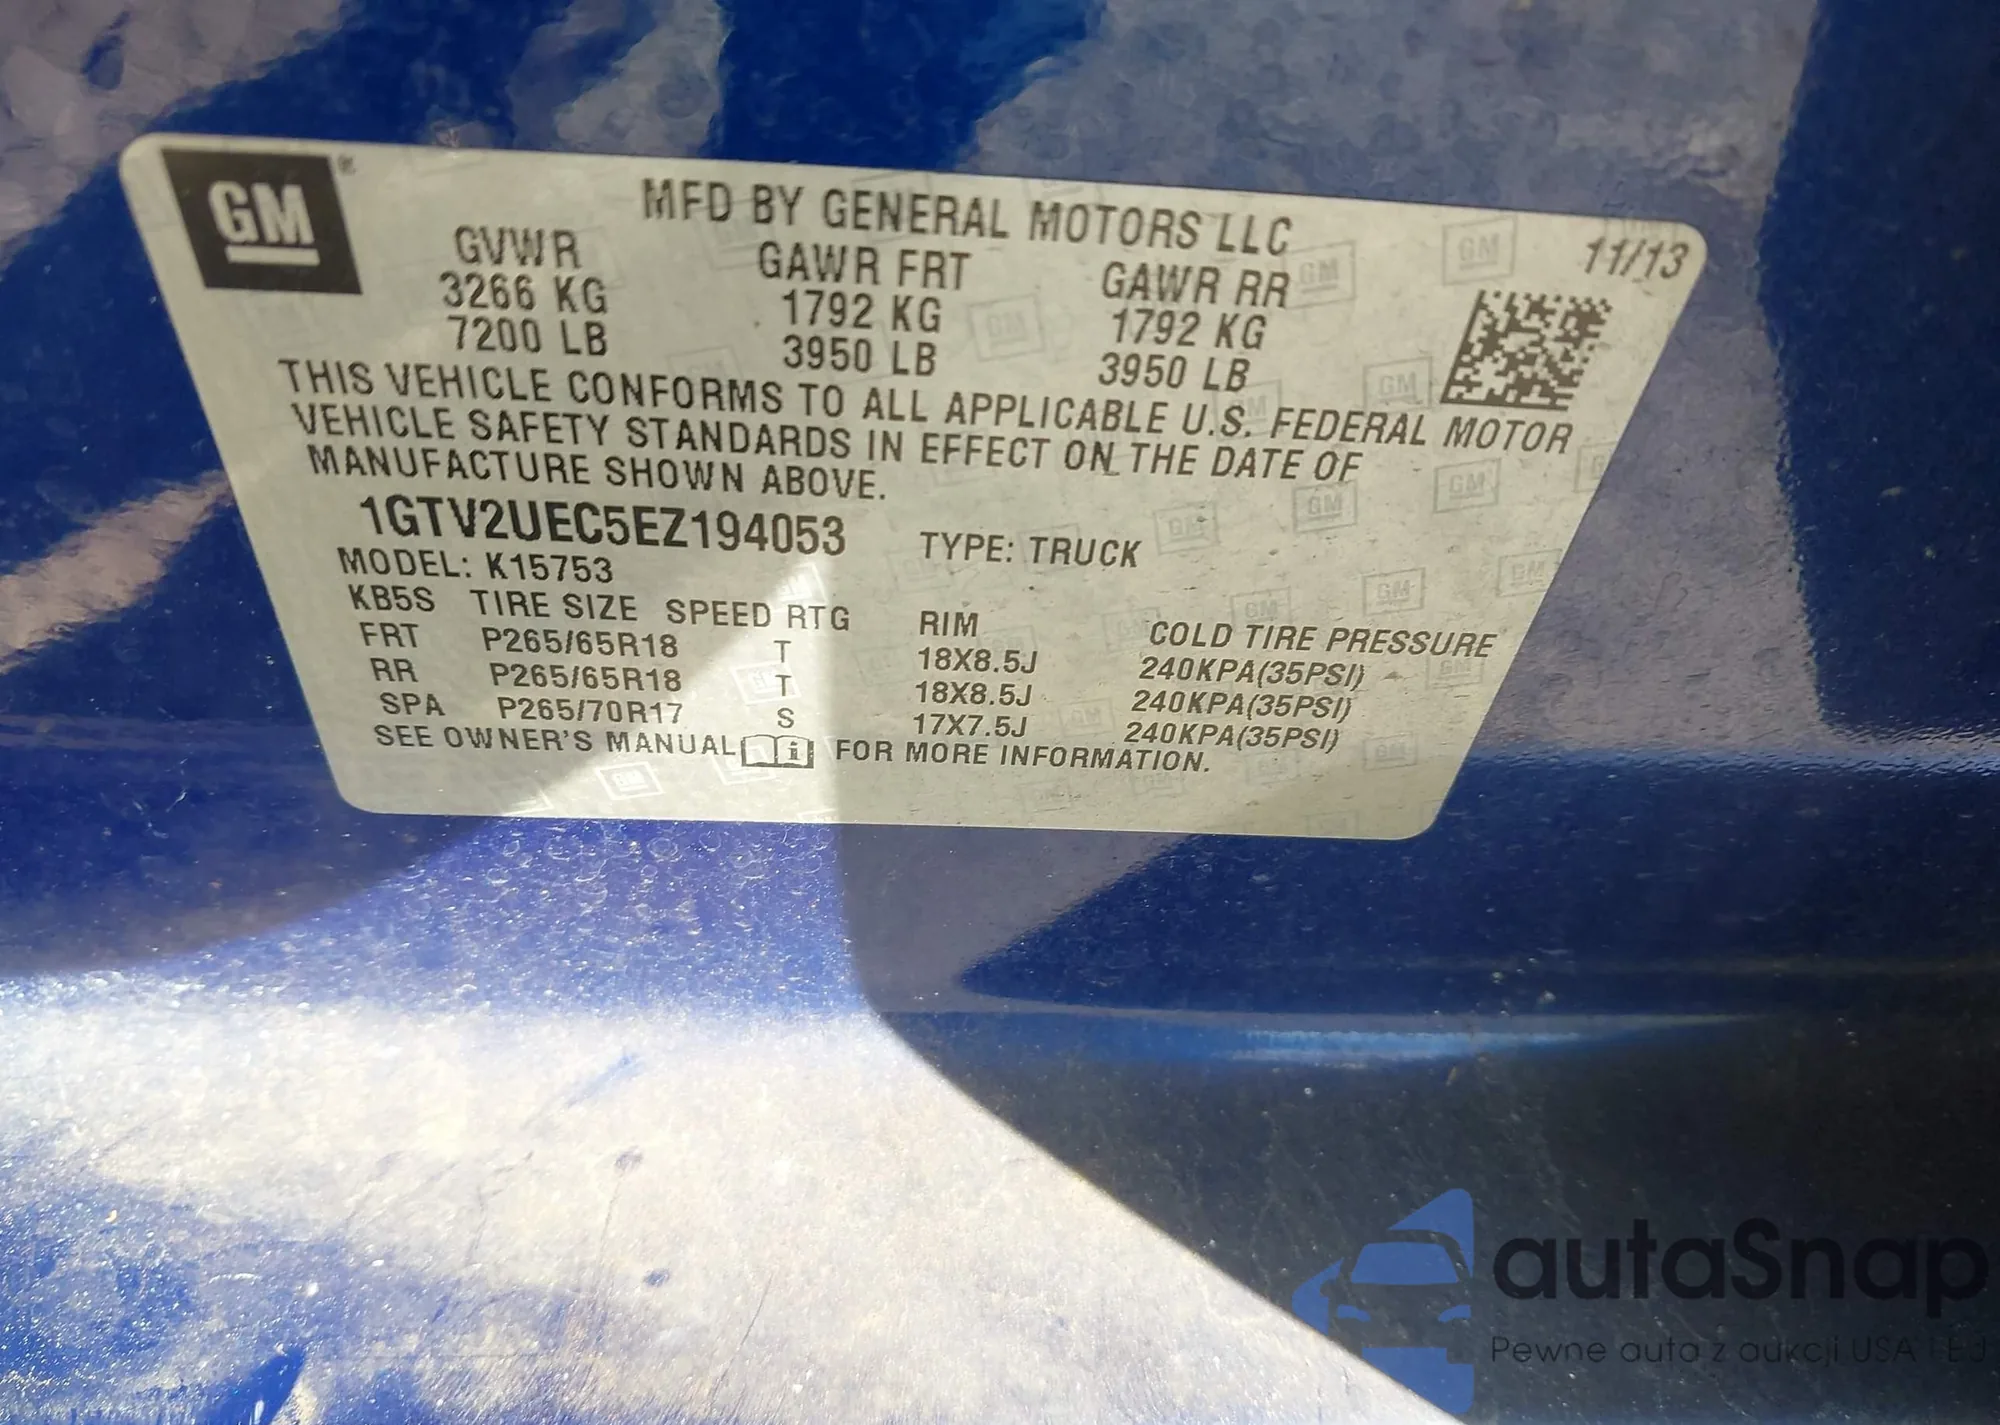 GM®
MFD BY GENERAL MOTORS LLC
11/13
GVWR GAWR FRT GAWR RR
3266 KG 1792 KG 1792 KG
7200 LB 3950 LB 3950 LB
THIS VEHICLE CONFORMS TO ALL APPLICABLE U.S. FEDERAL MOTOR
VEHICLE SAFETY STANDARDS IN EFFECT ON THE DATE OF
MANUFACTURE SHOWN ABOVE.
1GTV2UEC5EZ194053 TYPE: TRUCK
MODEL: K15753
KB5S TIRE SIZE SPEED RTG RIM COLD TIRE PRESSURE
FRT P265/65R18 T 18X8.5J 240KPA(35PSI)
RR P265/65R18 T 18X8.5J 240KPA(35PSI)
SPA P265/70R17 S 17X7.5J 240KPA(35PSI)
SEE OWNER'S MANUAL i FOR MORE INFORMATION.
autaSnap
Pewne auta z aukcji USA i EU